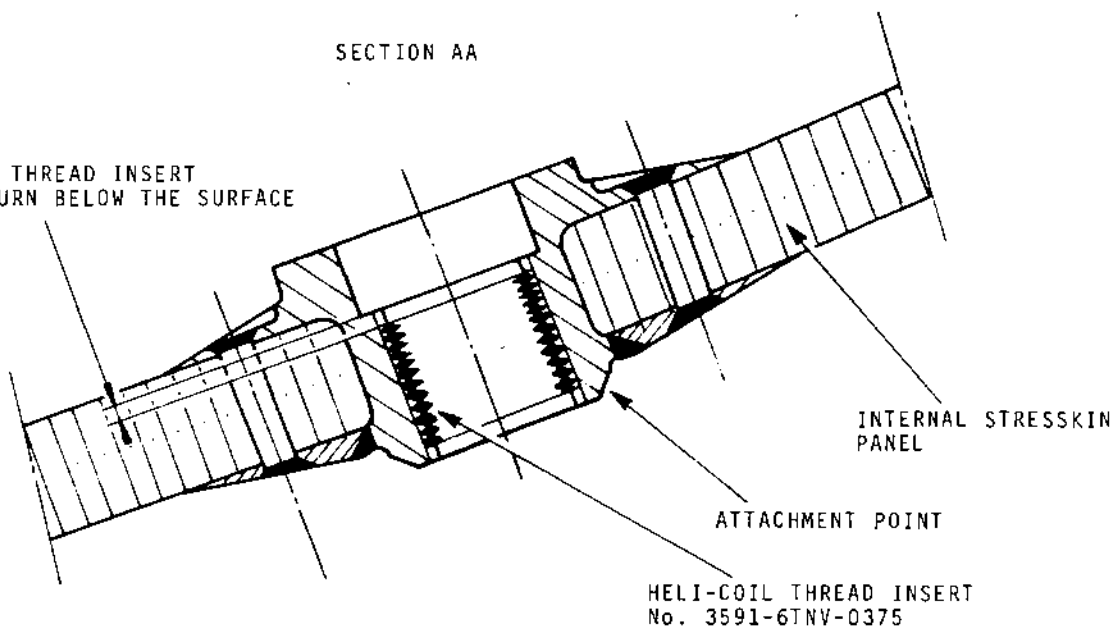 SECTION AA
THREAD INSERT
URN BELOW THE SURFACE
INTERNAL STRESSKIN
PANEL
ATTACHMENT POINT
HELI-COIL THREAD INSERT
No. 3591-6TNV-0375